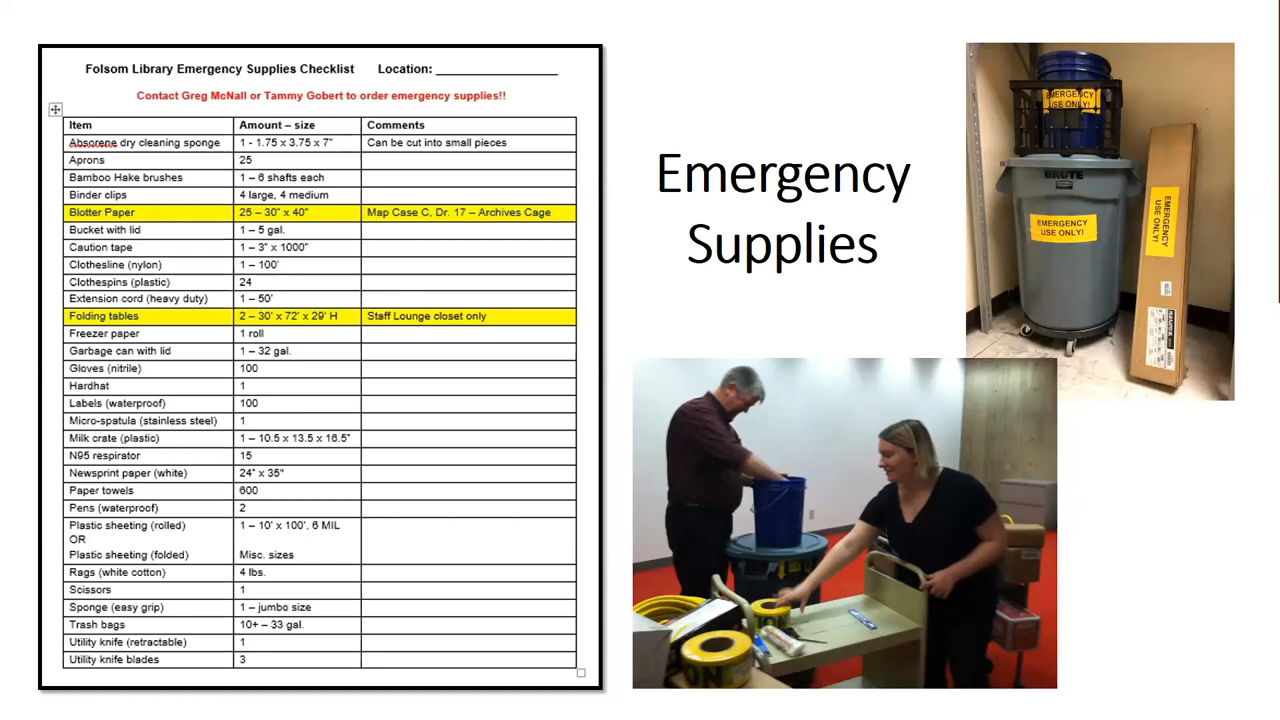 Folsom Library Emergency Supplies Checklist Location: ___________________
Contact Greg McNall or Tammy Gobert to order emergency supplies!!
Item Amount – size Comments
Absorene dry cleaning sponge 1 - 1.75 x 3.75 x 7" Can be cut into small pieces
Aprons 25
Bamboo Hake brushes 1 – 6 shafts each
Binder clips 4 large, 4 medium
Blotter Paper 25 – 30" x 40" Map Case C, Dr. 17 – Archives Cage
Bucket with lid 1 – 5 gal.
Caution tape 1 – 3" x 1000"
Clothesline (nylon) 1 – 100'
Clothespins (plastic) 24
Extension cord (heavy duty) 1 – 50'
Folding tables 2 – 30' x 72' x 29' H Staff Lounge closet only
Freezer paper 1 roll
Garbage can with lid 1 – 32 gal.
Gloves (nitrile) 100
Hardhat 1
Labels (waterproof) 100
Micro-spatula (stainless steel) 1
Milk crate (plastic) 1 – 10.5 x 13.5 x 16.5"
N95 respirator 15
Newsprint paper (white) 24" x 35"
Paper towels 600
Pens (waterproof) 2
Plastic sheeting (rolled) 1 – 10' x 100', 6 MIL
OR
Plastic sheeting (folded) Misc. sizes
Rags (white cotton) 4 lbs.
Scissors 1
Sponge (easy grip) 1 – jumbo size
Trash bags 10+ – 33 gal.
Utility knife (retractable) 1
Utility knife blades 3
Emergency
Supplies
EMERGENCY
USE ONLY!
BRUTE
EMERGENCY
USE ONLY!
EMERGENCY
USE ONLY!